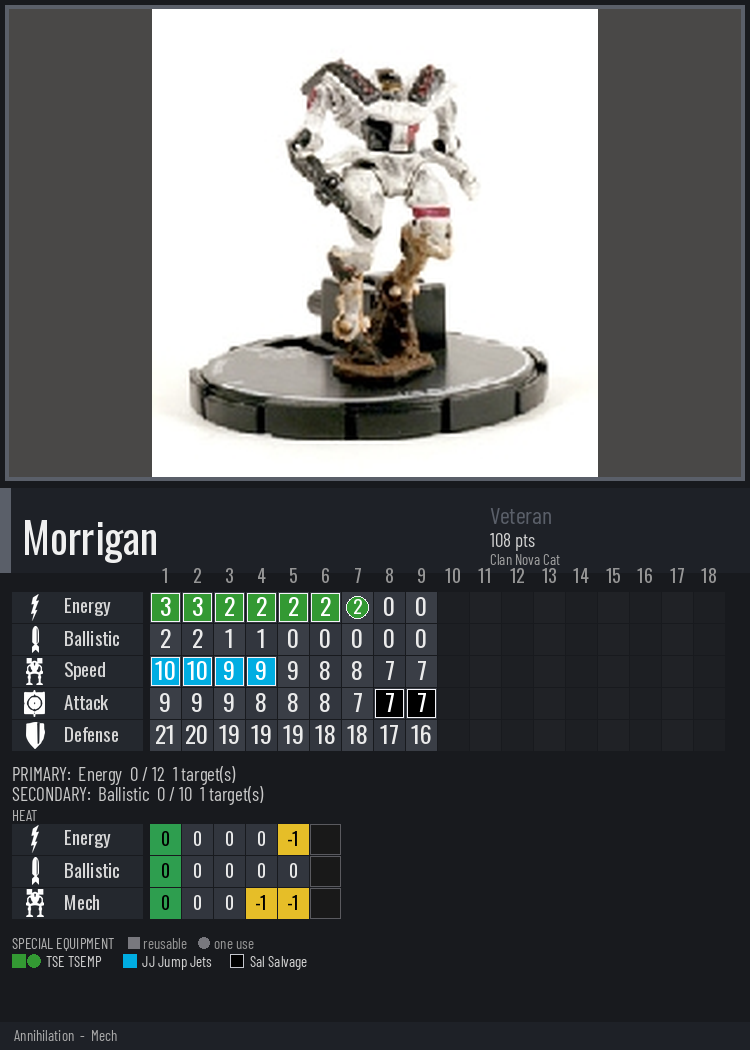 Morrigan
Veteran
108 pts
Clan Nova Cat
1 2 3 4 5 6 7 8 9 10 11 12 13 14 15 16 17 18
Energy 3 3 2 2 2 2 2 0 0
Ballistic 2 2 1 1 0 0 0 0 0
Speed 10 10 9 9 9 8 8 7 7
Attack 9 9 9 8 8 8 7 7 7
Defense 21 20 19 19 19 18 18 17 16
PRIMARY: Energy 0 / 12 1 target(s)
SECONDARY: Ballistic 0 / 10 1 target(s)
HEAT
Energy 0 0 0 0 -1
Ballistic 0 0 0 0 0
Mech 0 0 0 -1 -1
SPECIAL EQUIPMENT reusable one use
TSE TSEMP JJ Jump Jets Sal Salvage
Annihilation - Mech